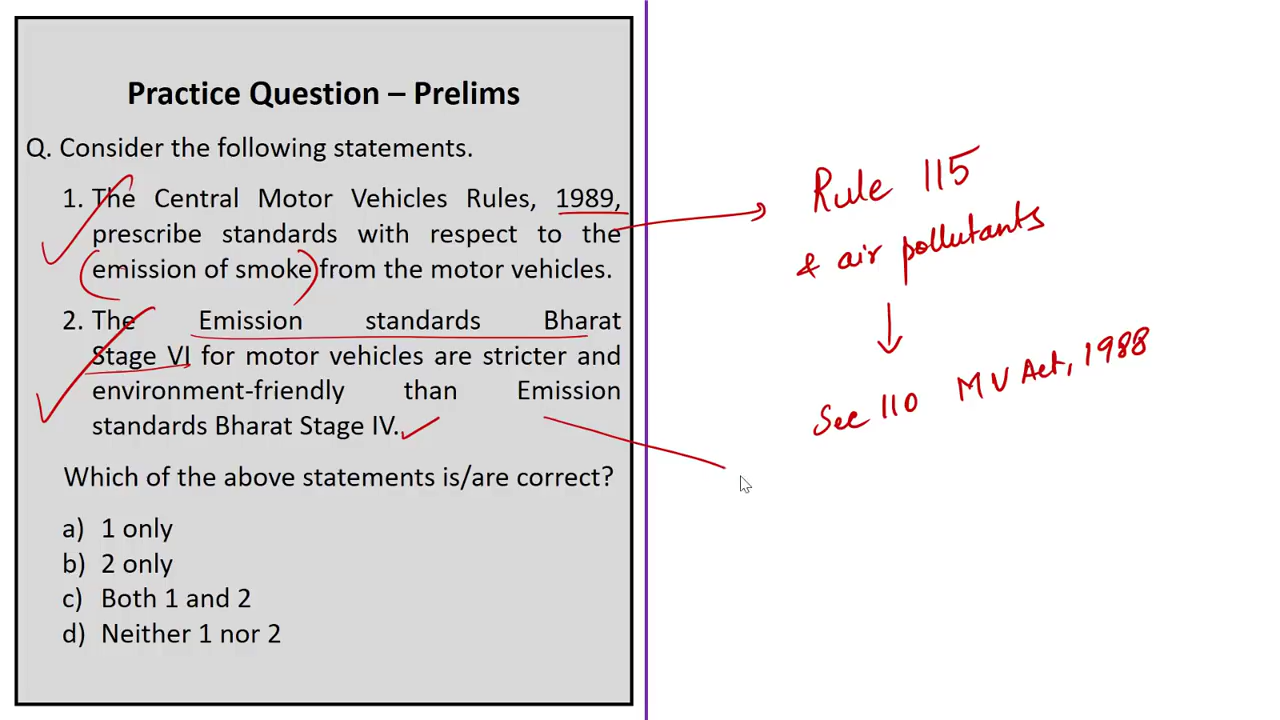 Practice Question – Prelims
Q. Consider the following statements.
1. The Central Motor Vehicles Rules, 1989,
prescribe standards with respect to the
emission of smoke from the motor vehicles.
2. The Emission standards Bharat
Stage VI for motor vehicles are stricter and
environment-friendly than Emission
standards Bharat Stage IV.
Which of the above statements is/are correct?
a) 1 only
b) 2 only
c) Both 1 and 2
d) Neither 1 nor 2
Rule 115
& air pollutants
Sec 110 MV Act, 1988